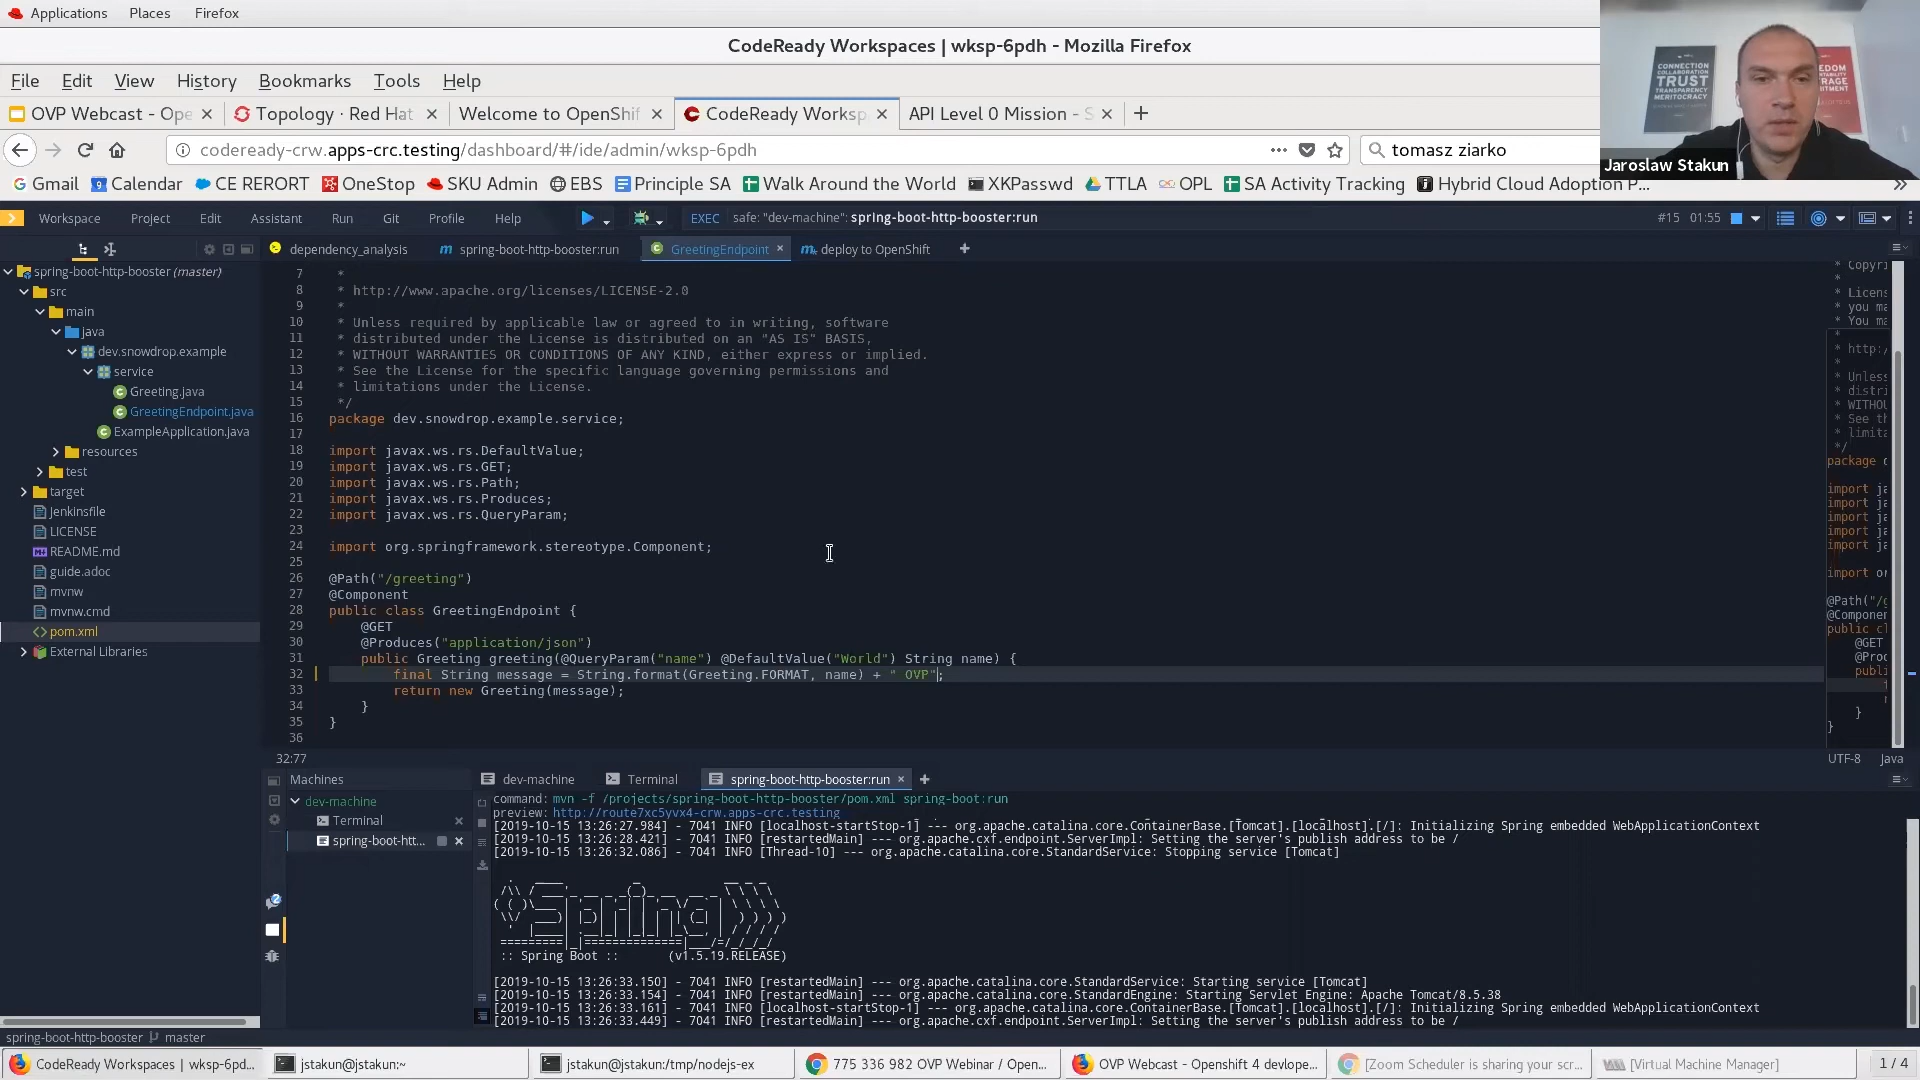 Applications Places Firefox
CodeReady Workspaces | wksp-6pdh - Mozilla Firefox
File Edit View History Bookmarks Tools Help
OVP Webcast - Ope Topology · Red Hat Welcome to OpenShif CodeReady Worksp API Level 0 Mission - S
codeready-crw.apps-crc.testing/dashboard/#/ide/admin/wksp-6pdh
tomasz ziarko
Gmail Calendar CE RERORT OneStop SKU Admin EBS Principle SA Walk Around the World XKPasswd TTLA OPL SA Activity Tracking Hybrid Cloud Adoption P...
CONNECTION
COLLABORATION
TRUST
TRANSPARENCY
MERITOCRACY
Jaroslaw Stakun
Workspace Project Edit Assistant Run Git Profile Help
EXEC safe: "dev-machine": spring-boot-http-booster:run
#15 01:55
dependency_analysis spring-boot-http-booster:run GreetingEndpoint deploy to OpenShift
spring-boot-http-booster (master)
src
main
java
dev.snowdrop.example
service
Greeting.java
GreetingEndpoint.java
ExampleApplication.java
resources
test
target
Jenkinsfile
LICENSE
README.md
guide.adoc
mvnw
mvnw.cmd
pom.xml
External Libraries
7 *
8 * http://www.apache.org/licenses/LICENSE-2.0
9 *
10 * Unless required by applicable law or agreed to in writing, software
11 * distributed under the License is distributed on an "AS IS" BASIS,
12 * WITHOUT WARRANTIES OR CONDITIONS OF ANY KIND, either express or implied.
13 * See the License for the specific language governing permissions and
14 * limitations under the License.
15 */
16 package dev.snowdrop.example.service;
17
18 import javax.ws.rs.DefaultValue;
19 import javax.ws.rs.GET;
20 import javax.ws.rs.Path;
21 import javax.ws.rs.Produces;
22 import javax.ws.rs.QueryParam;
23
24 import org.springframework.stereotype.Component;
25
26 @Path("/greeting")
27 @Component
28 public class GreetingEndpoint {
29 @GET
30 @Produces("application/json")
31 public Greeting greeting(@QueryParam("name") @DefaultValue("World") String name) {
32 final String message = String.format(Greeting.FORMAT, name) + " OVP";
33 return new Greeting(message);
34 }
35 }
36
32:77
UTF-8 Java
Machines
dev-machine
Terminal
spring-boot-htt...
dev-machine Terminal spring-boot-http-booster:run
command: mvn -f /projects/spring-boot-http-booster/pom.xml spring-boot:run
preview: http://route7xc5yvx4-crw.apps-crc.testing
[2019-10-15 13:26:27.984] - 7041 INFO [localhost-startStop-1] --- org.apache.catalina.core.ContainerBase.[Tomcat].[localhost].[/]: Initializing Spring embedded WebApplicationContext
[2019-10-15 13:26:28.421] - 7041 INFO [restartedMain] --- org.apache.cxf.endpoint.ServerImpl: Setting the server's publish address to be /
[2019-10-15 13:26:32.086] - 7041 INFO [Thread-10] --- org.apache.catalina.core.StandardService: Stopping service [Tomcat]
:: Spring Boot :: (v1.5.19.RELEASE)
[2019-10-15 13:26:33.150] - 7041 INFO [restartedMain] --- org.apache.catalina.core.StandardService: Starting service [Tomcat]
[2019-10-15 13:26:33.154] - 7041 INFO [restartedMain] --- org.apache.catalina.core.StandardEngine: Starting Servlet Engine: Apache Tomcat/8.5.38
[2019-10-15 13:26:33.161] - 7041 INFO [localhost-startStop-1] --- org.apache.catalina.core.ContainerBase.[Tomcat].[localhost].[/]: Initializing Spring embedded WebApplicationContext
[2019-10-15 13:26:33.449] - 7041 INFO [restartedMain] --- org.apache.cxf.endpoint.ServerImpl: Setting the server's publish address to be /
spring-boot-http-booster master
CodeReady Workspaces | wksp-6pd... jstakun@jstakun:~ jstakun@jstakun:/tmp/nodejs-ex 775 336 982 OVP Webinar / Open... OVP Webcast - Openshift 4 devlope... [Zoom Scheduler is sharing your scr... [Virtual Machine Manager] 1 / 4